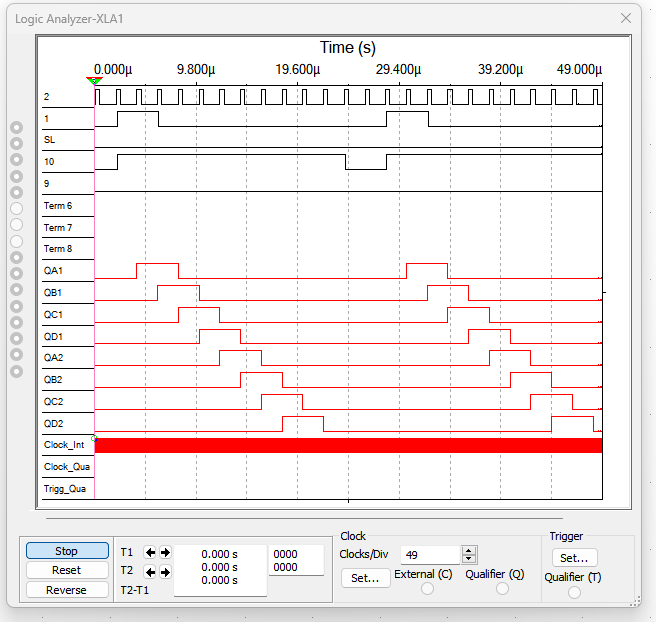 Logic Analyzer-XLA1
Time (s)
0.000µ 9.800µ 19.600µ 29.400µ 39.200µ 49.000µ
2
1
SL
10
9
Term 6
Term 7
Term 8
QA1
QB1
QC1
QD1
QA2
QB2
QC2
QD2
Clock_Int
Clock_Qua
Trigg_Qua
Stop
Reset
Reverse
T1
T2
T2-T1
0.000 s
0.000 s
0.000 s
0000
0000
Clock
Clocks/Div 49
Set...
External (C)
Qualifier (Q)
Trigger
Set...
Qualifier (T)